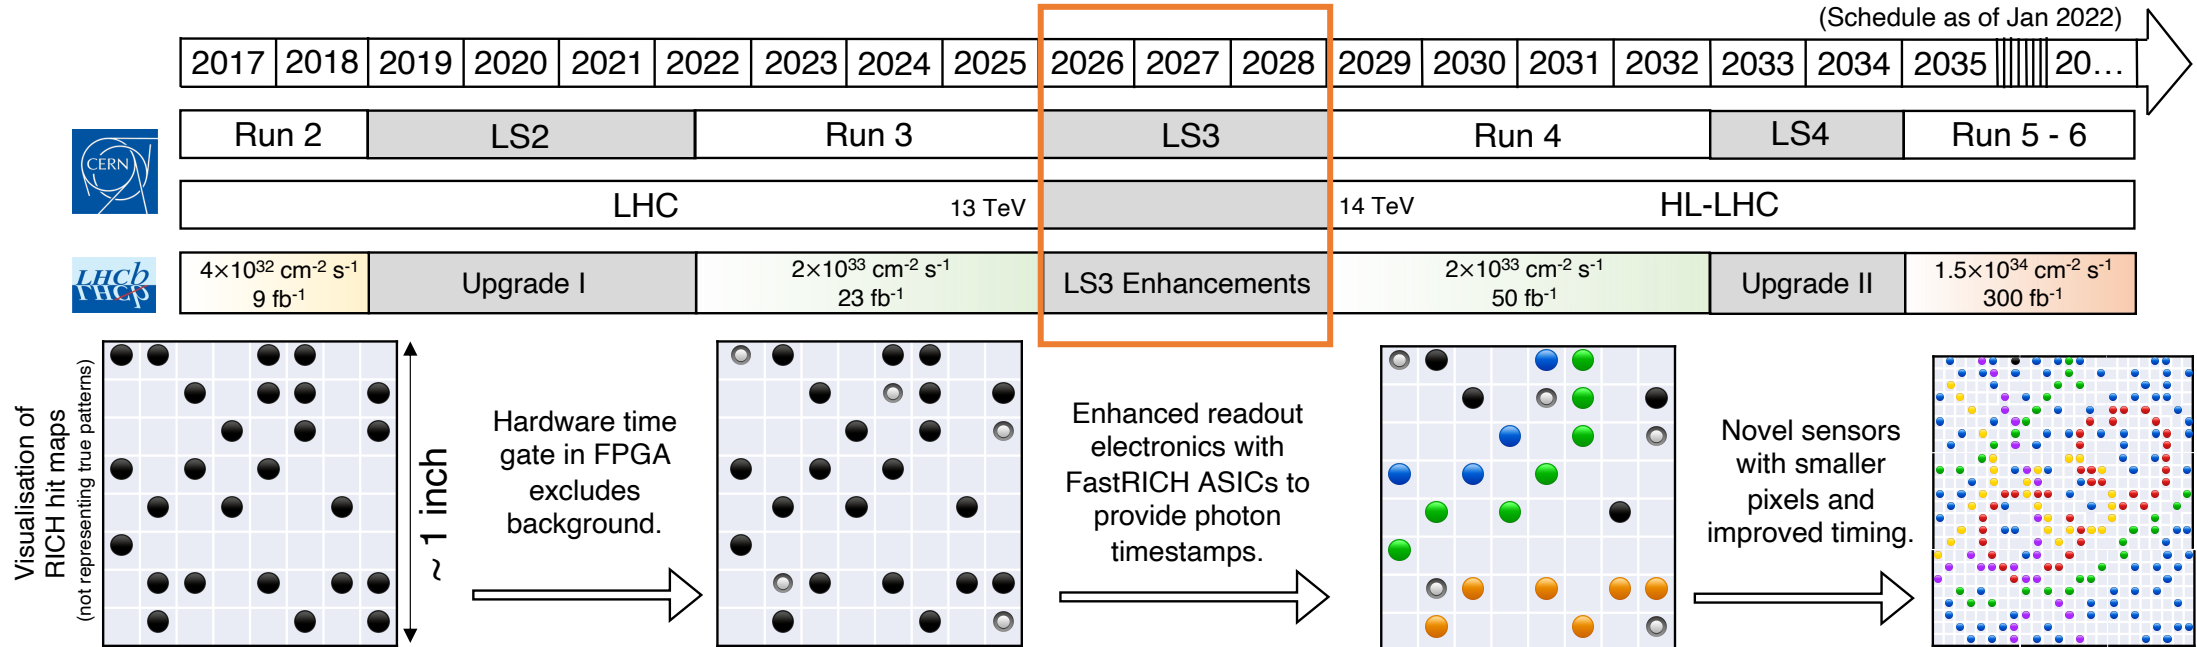 (Schedule as of Jan 2022)
2017 2018 2019 2020 2021 2022 2023 2024 2025 2026 2027 2028 2029 2030 2031 2032 2033 2034 2035 20...
CERN
Run 2 LS2 Run 3 LS3 Run 4 LS4 Run 5 - 6
LHC 13 TeV 14 TeV HL-LHC
LHCb
LHCb
4×10³² cm-2 s-1
9 fb-1
Upgrade I
2×10³³ cm-2 s-1
23 fb-1
LS3 Enhancements
2×10³³ cm-2 s-1
50 fb-1
Upgrade II
1.5×10³⁴ cm-2 s-1
300 fb-1
Visualisation of
RICH hit maps
(not representing true patterns)
~ 1 inch
Hardware time
gate in FPGA
excludes
background.
Enhanced readout
electronics with
FastRICH ASICs to
provide photon
timestamps.
Novel sensors
with smaller
pixels and
improved timing.